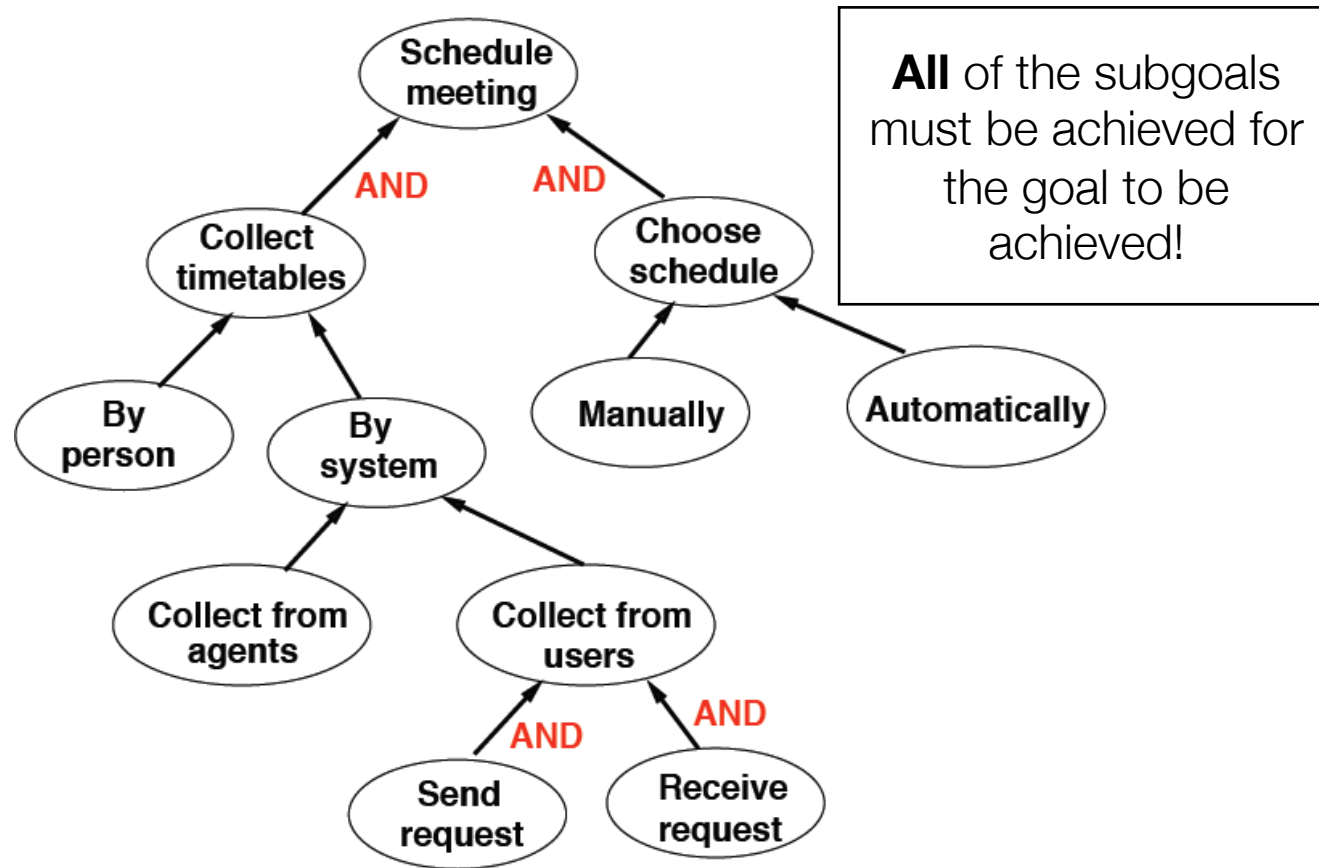 Schedule
meeting
All of the subgoals
must be achieved for
the goal to be
achieved!
AND
AND
Collect
timetables
Choose
schedule
By
person
By
system
Manually
Automatically
Collect from
agents
Collect from
users
AND
AND
Send
request
Receive
request